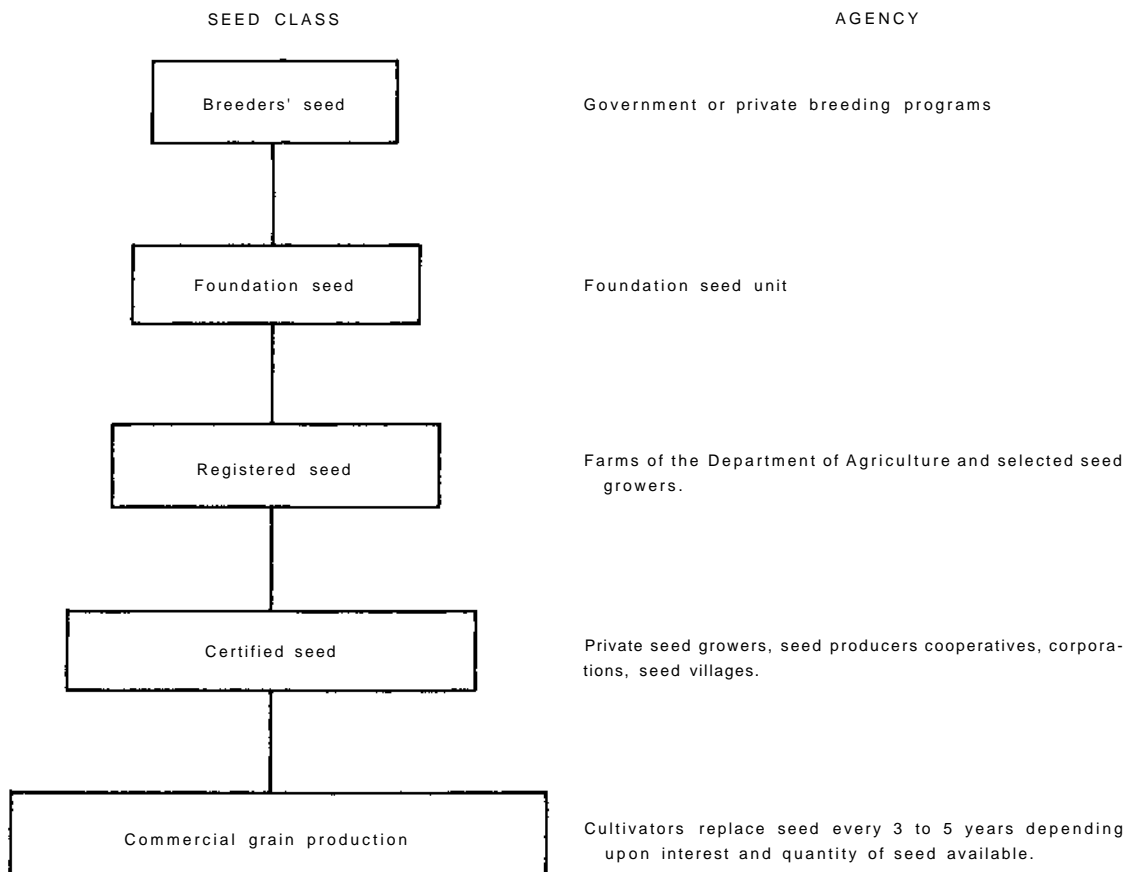 SEED CLASS
AGENCY
Breeders' seed
Government or private breeding programs
Foundation seed
Foundation seed unit
Registered seed
Farms of the Department of Agriculture and selected seed
growers.
Certified seed
Private seed growers, seed producers cooperatives, corpora-
tions, seed villages.
Commercial grain production
Cultivators replace seed every 3 to 5 years depending
upon interest and quantity of seed available.